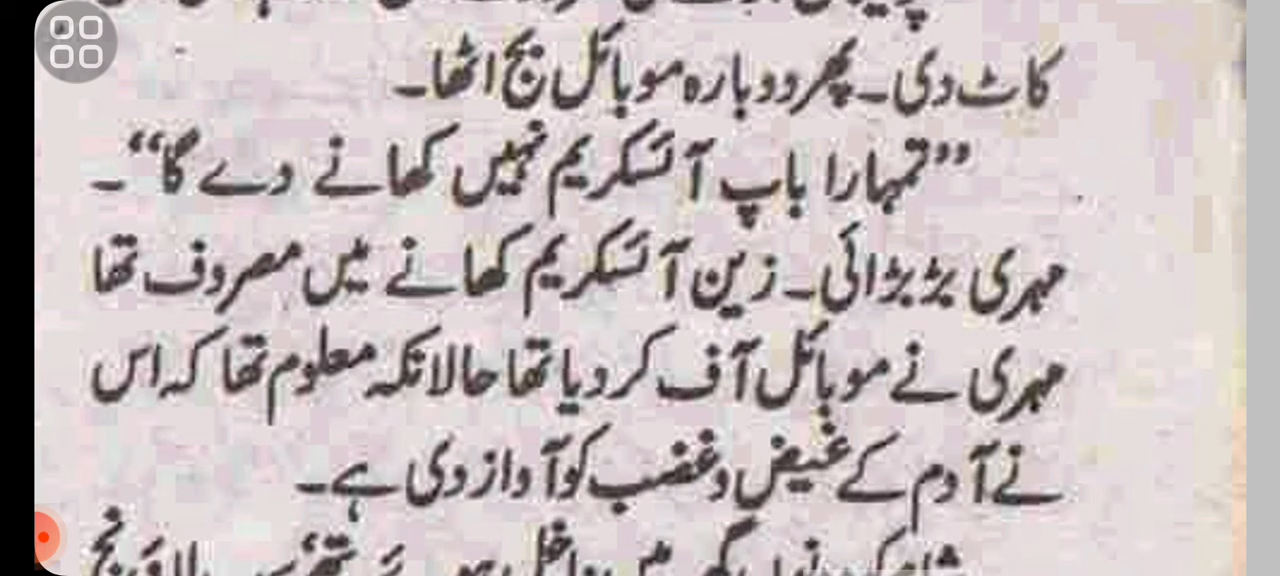 کاٹ دی۔ پھر دوبارہ موبائل بج اٹھا۔
”تمہارا باپ آئسکریم نہیں کھانے دے گا“۔
مہری بڑبڑائی۔ زین آئسکریم کھانے میں مصروف تھا
مہری نے موبائل آف کر دیا تھا حالانکہ معلوم تھا کہ اس
نے آدم کے غیض و غضب کو آواز دی ہے۔